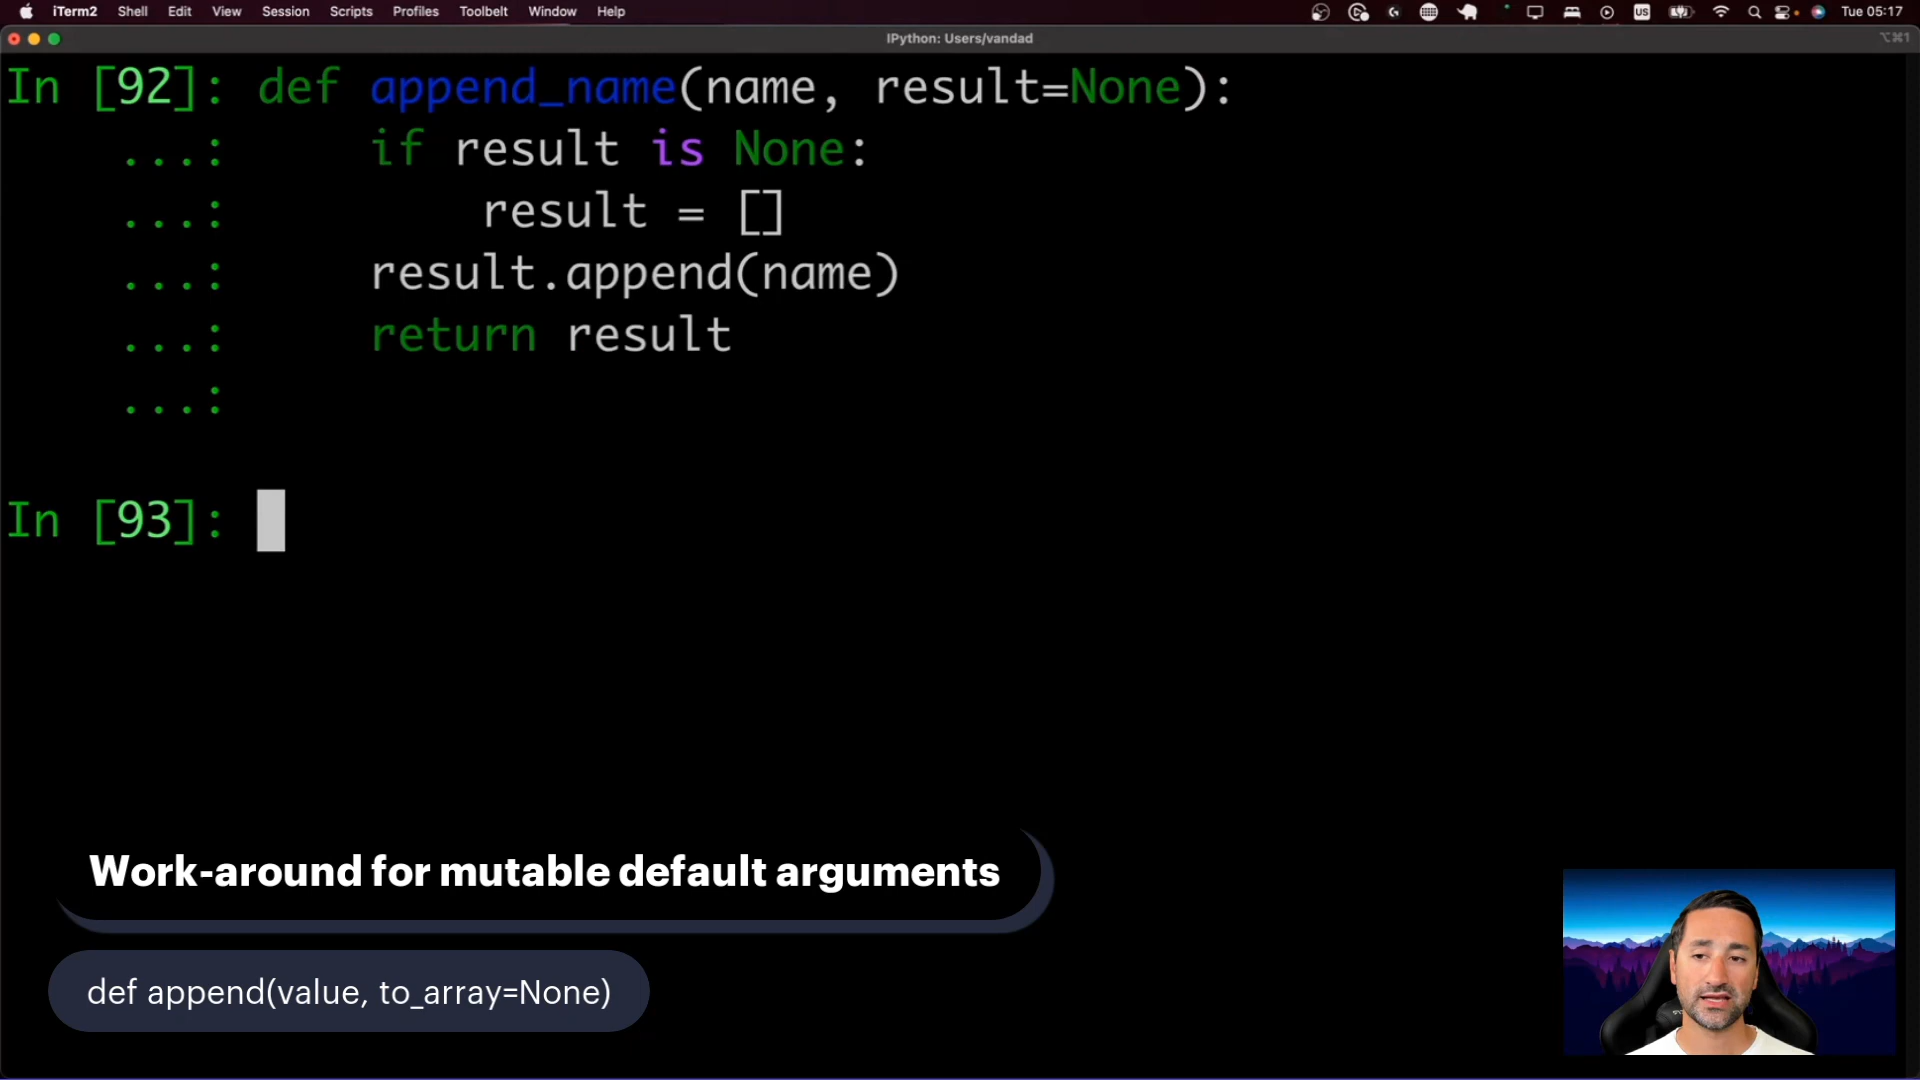 iTerm2 Shell Edit View Session Scripts Profiles Toolbelt Window Help US Tue 05:17
IPython: Users/vandad ⌥⌘1
In [92]: def append_name(name, result=None):
...: if result is None:
...: result = []
...: result.append(name)
...: return result
...:
In [93]:
Work-around for mutable default arguments
def append(value, to_array=None)